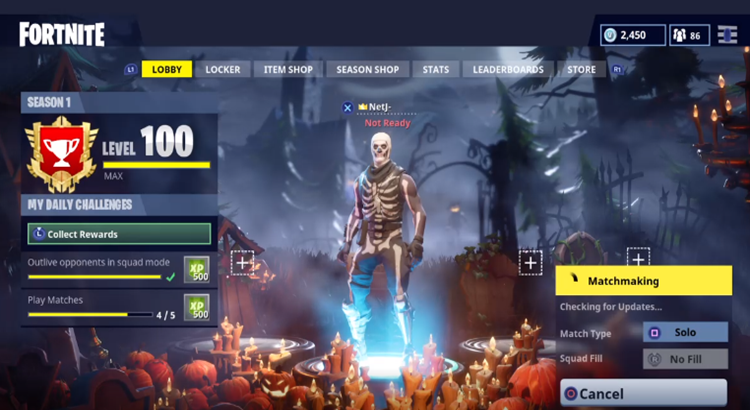 FORTNITE
2,450
86
L1
LOBBY
LOCKER
ITEM SHOP
SEASON SHOP
STATS
LEADERBOARDS
STORE
R1
SEASON 1
LEVEL 100
MAX
NetJ-
Not Ready
MY DAILY CHALLENGES
L Collect Rewards
Outlive opponents in squad mode
XP
500
Play Matches
4 / 5
XP
500
+
+
+
Matchmaking
Checking for Updates...
Match Type
Solo
Squad Fill
No Fill
Cancel